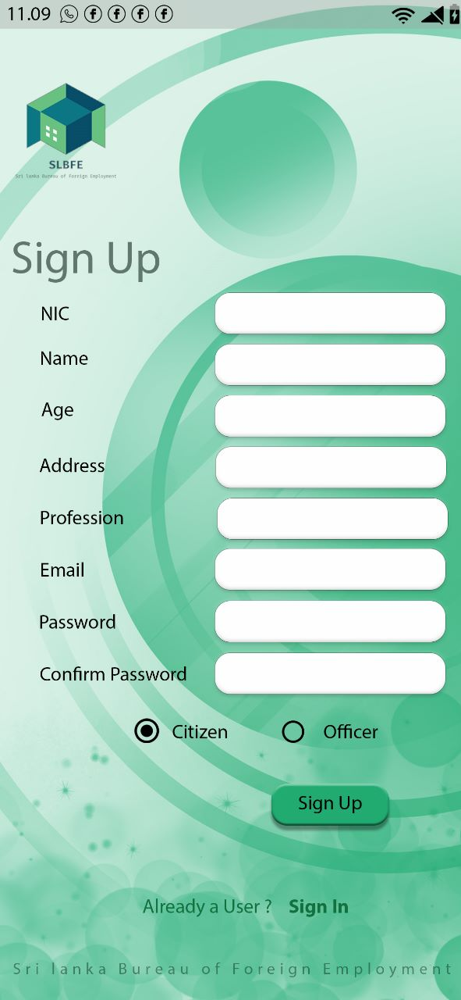 11.09
SLBFE
Sri lanka Bureau of Foreign Employment
Sign Up
NIC
Name
Age
Address
Profession
Email
Password
Confirm Password
Citizen Officer
Sign Up
Already a User ? Sign In
Sri lanka Bureau of Foreign Employment